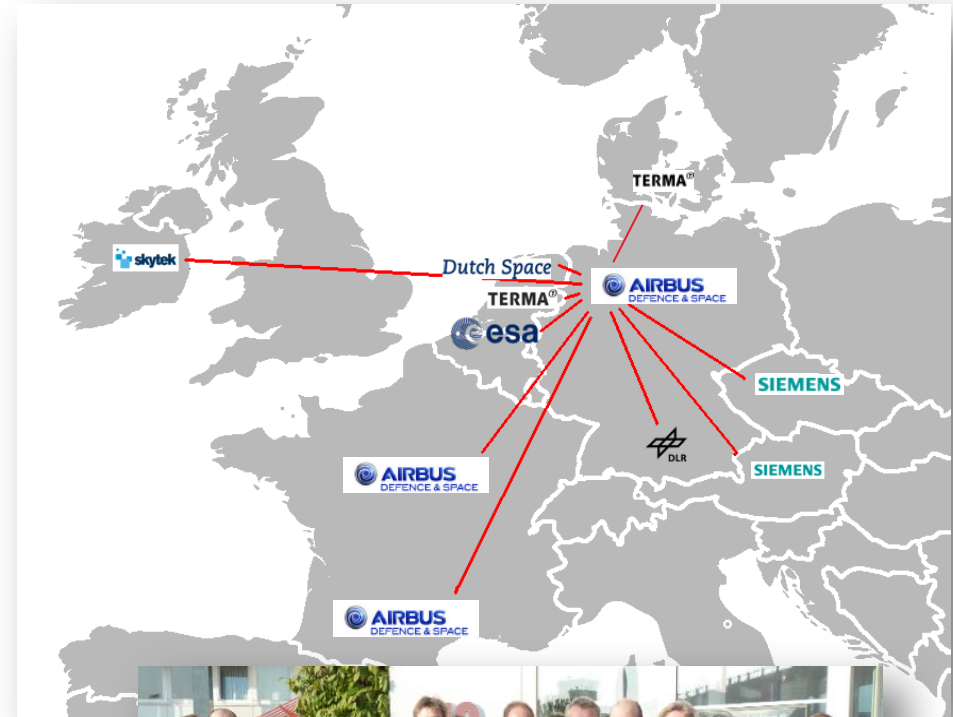 TERMA®
skytek
Dutch Space
AIRBUS
DEFENCE & SPACE
TERMA®
esa
SIEMENS
DLR
SIEMENS
AIRBUS
DEFENCE & SPACE
AIRBUS
DEFENCE & SPACE